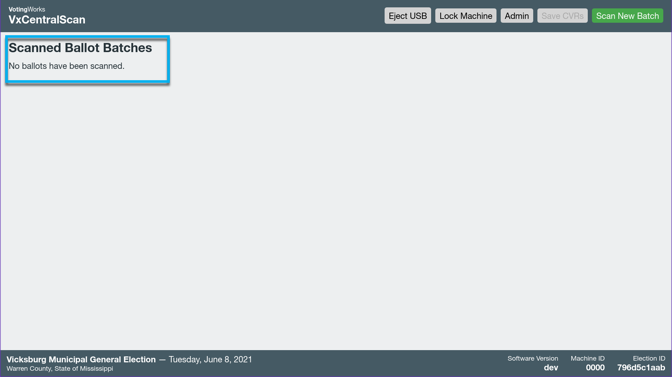 VotingWorks
VxCentralScan
Eject USB
Lock Machine
Admin
Save CVRs
Scan New Batch
Scanned Ballot Batches
No ballots have been scanned.
Vicksburg Municipal General Election — Tuesday, June 8, 2021
Warren County, State of Mississippi
Software Version
dev
Machine ID
0000
Election ID
796d5c1aab